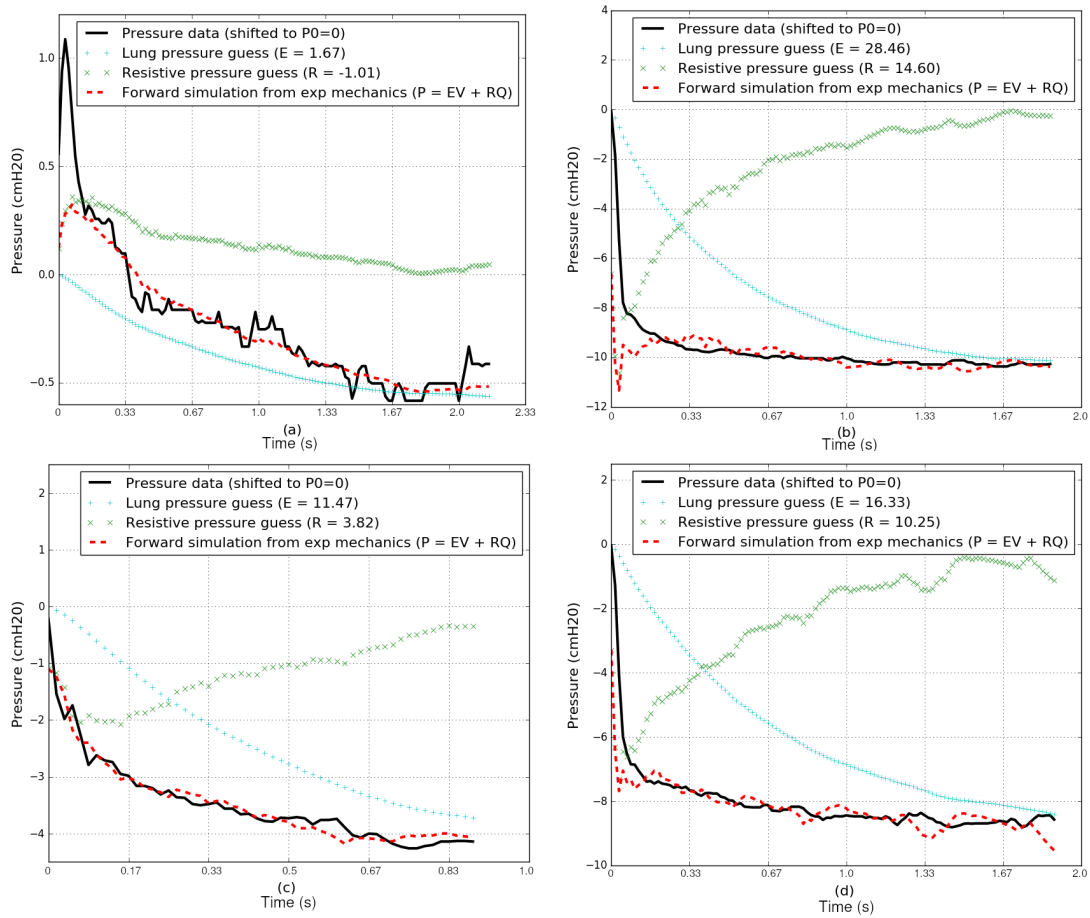 Pressure data (shifted to P0=0)
Lung pressure guess (E = 1.67)
Resistive pressure guess (R = -1.01)
Forward simulation from exp mechanics (P = EV + RQ)
Pressure (cmH20)
1.0
0.5
0.0
−0.5
0
0.33
0.67
1.0
1.33
1.67
2.0
2.33
(a)
Time (s)
Pressure data (shifted to P0=0)
Lung pressure guess (E = 28.46)
Resistive pressure guess (R = 14.60)
Forward simulation from exp mechanics (P = EV + RQ)
Pressure (cmH20)
4
2
0
−2
−4
−6
−8
−10
−12
0
0.33
0.67
1.0
1.33
1.67
2.0
(b)
Time (s)
Pressure data (shifted to P0=0)
Lung pressure guess (E = 11.47)
Resistive pressure guess (R = 3.82)
Forward simulation from exp mechanics (P = EV + RQ)
Pressure (cmH20)
2
1
0
−1
−2
−3
−4
0
0.17
0.33
0.5
0.67
0.83
1.0
(c)
Time (s)
Pressure data (shifted to P0=0)
Lung pressure guess (E = 16.33)
Resistive pressure guess (R = 10.25)
Forward simulation from exp mechanics (P = EV + RQ)
Pressure (cmH20)
2
0
−2
−4
−6
−8
−10
0
0.33
0.67
1.0
1.33
1.67
2.0
(d)
Time (s)